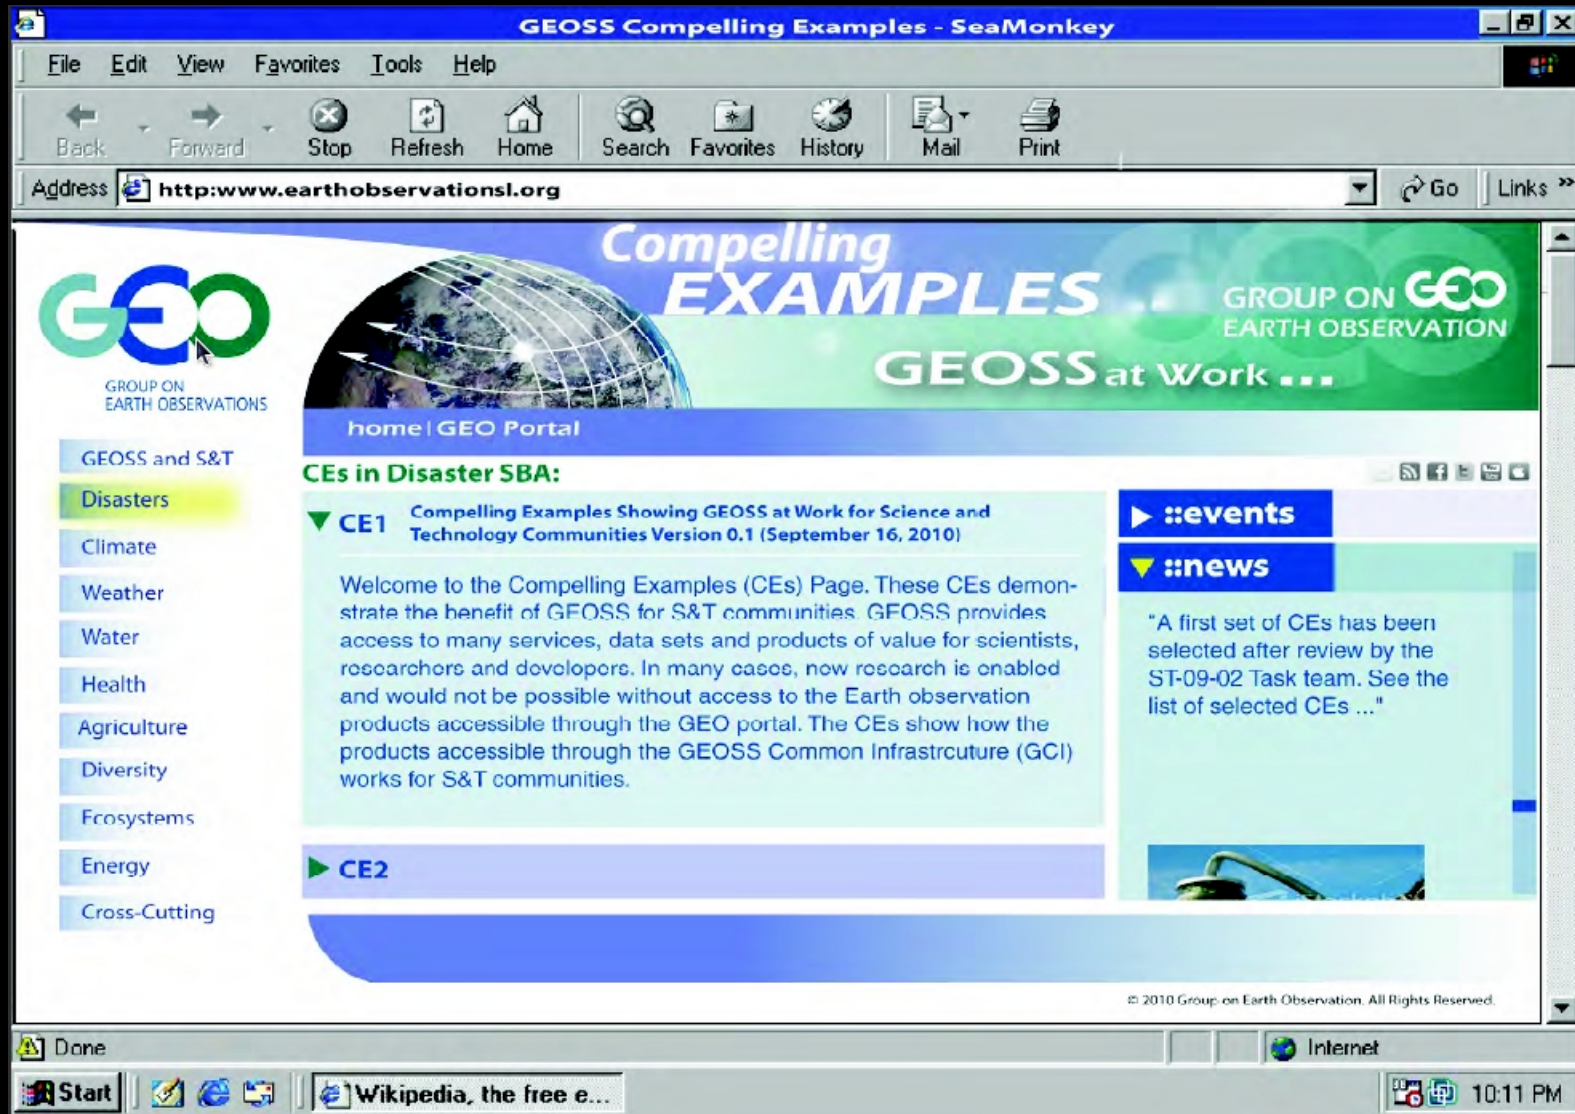 GEOSS Compelling Examples - SeaMonkey
File Edit View Favorites Tools Help
Back Forward Stop Refresh Home Search Favorites History Mail Print
Address http:www.earthobservationsl.org Go Links »
GEO
GROUP ON
EARTH OBSERVATIONS
Compelling
EXAMPLES ...
GROUP ON GEO
EARTH OBSERVATION
GEOSS at Work ...
home | GEO Portal
GEOSS and S&T
Disasters
Climate
Weather
Water
Health
Agriculture
Diversity
Ecosystems
Energy
Cross-Cutting
CEs in Disaster SBA:
CE1 Compelling Examples Showing GEOSS at Work for Science and
Technology Communities Version 0.1 (September 16, 2010)
Welcome to the Compelling Examples (CEs) Page. These CEs demon-
strate the benefit of GEOSS for S&T communities. GEOSS provides
access to many services, data sets and products of value for scientists,
researchers and developers. In many cases, new research is enabled
and would not be possible without access to the Earth observation
products accessible through the GEO portal. The CEs show how the
products accessible through the GEOSS Common Infrastrcuture (GCI)
works for S&T communities.
CE2
::events
::news
"A first set of CEs has been
selected after review by the
ST-09-02 Task team. See the
list of selected CEs ..."
© 2010 Group on Earth Observation. All Rights Reserved.
Done Internet
Start Wikipedia, the free e... 10:11 PM